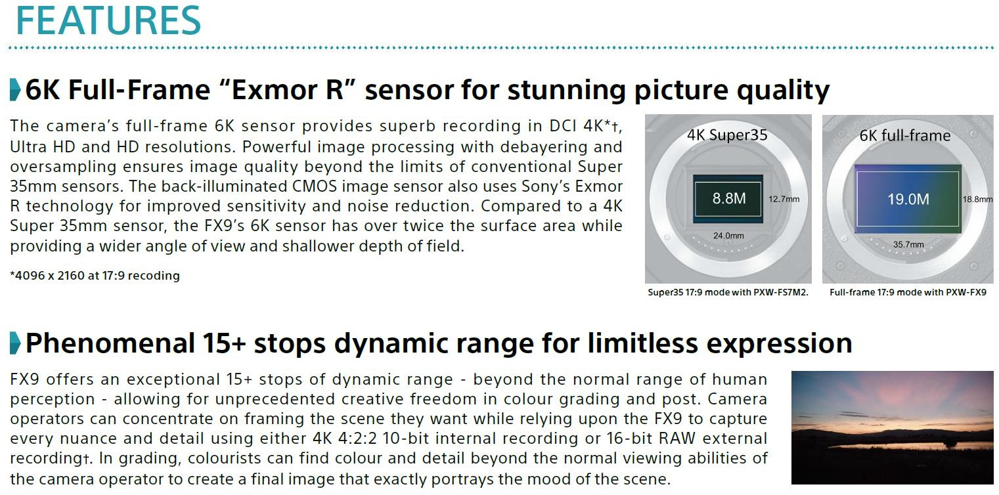 FEATURES
6K Full-Frame “Exmor R” sensor for stunning picture quality
The camera’s full-frame 6K sensor provides superb recording in DCI 4K*†,
Ultra HD and HD resolutions. Powerful image processing with debayering and
oversampling ensures image quality beyond the limits of conventional Super
35mm sensors. The back-illuminated CMOS image sensor also uses Sony’s Exmor
R technology for improved sensitivity and noise reduction. Compared to a 4K
Super 35mm sensor, the FX9’s 6K sensor has over twice the surface area while
providing a wider angle of view and shallower depth of field.
*4096 x 2160 at 17:9 recoding
4K Super35
8.8M
12.7mm
24.0mm
Super35 17:9 mode with PXW-FS7M2.
6K full-frame
19.0M
18.8mm
35.7mm
Full-frame 17:9 mode with PXW-FX9
Phenomenal 15+ stops dynamic range for limitless expression
FX9 offers an exceptional 15+ stops of dynamic range - beyond the normal range of human
perception - allowing for unprecedented creative freedom in colour grading and post. Camera
operators can concentrate on framing the scene they want while relying upon the FX9 to capture
every nuance and detail using either 4K 4:2:2 10-bit internal recording or 16-bit RAW external
recording†. In grading, colourists can find colour and detail beyond the normal viewing abilities of
the camera operator to create a final image that exactly portrays the mood of the scene.